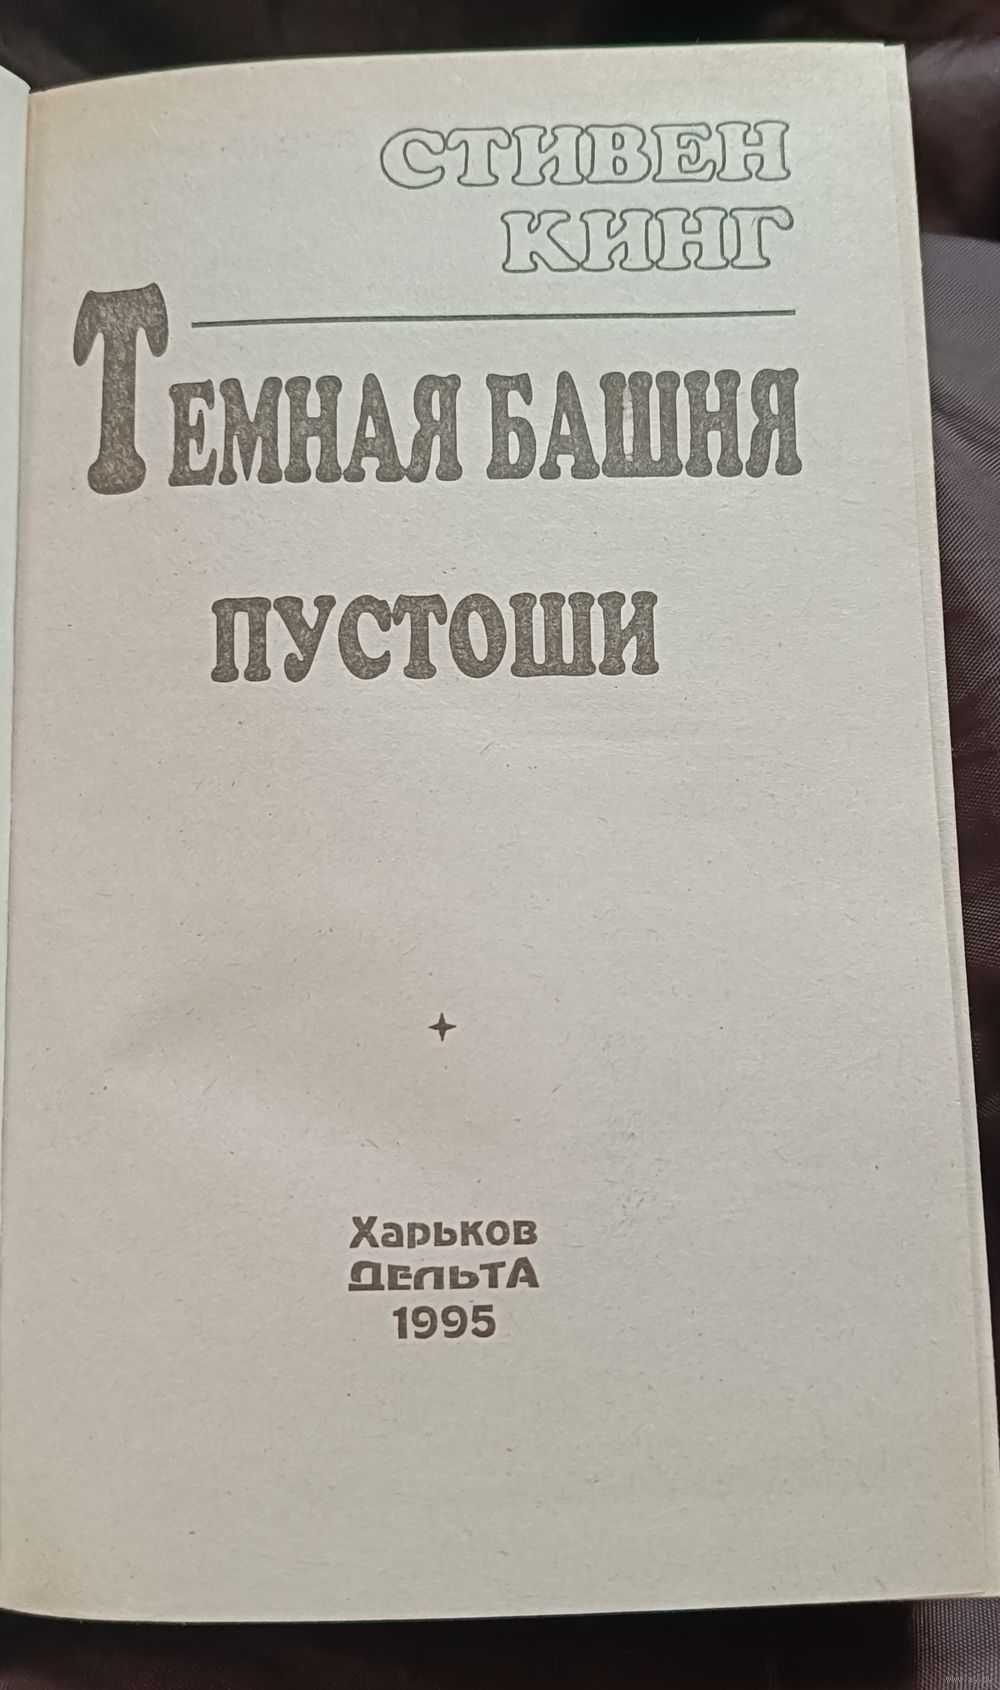 СТИВЕН
КИНГ
ТЕМНАЯ БАШНЯ
ПУСТОШИ
Харьков
ДЕЛЬТА
1995